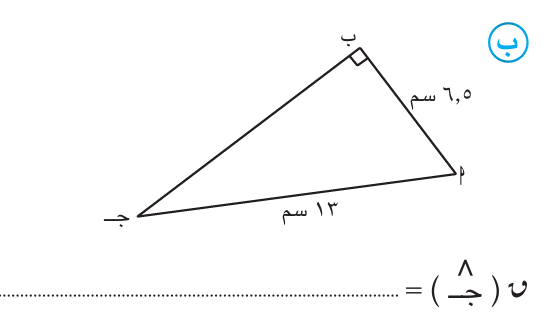 ب
ب
٦,٥ سم
م
١٣ سم
جـ
ن ( جـ^ ) = ........................................